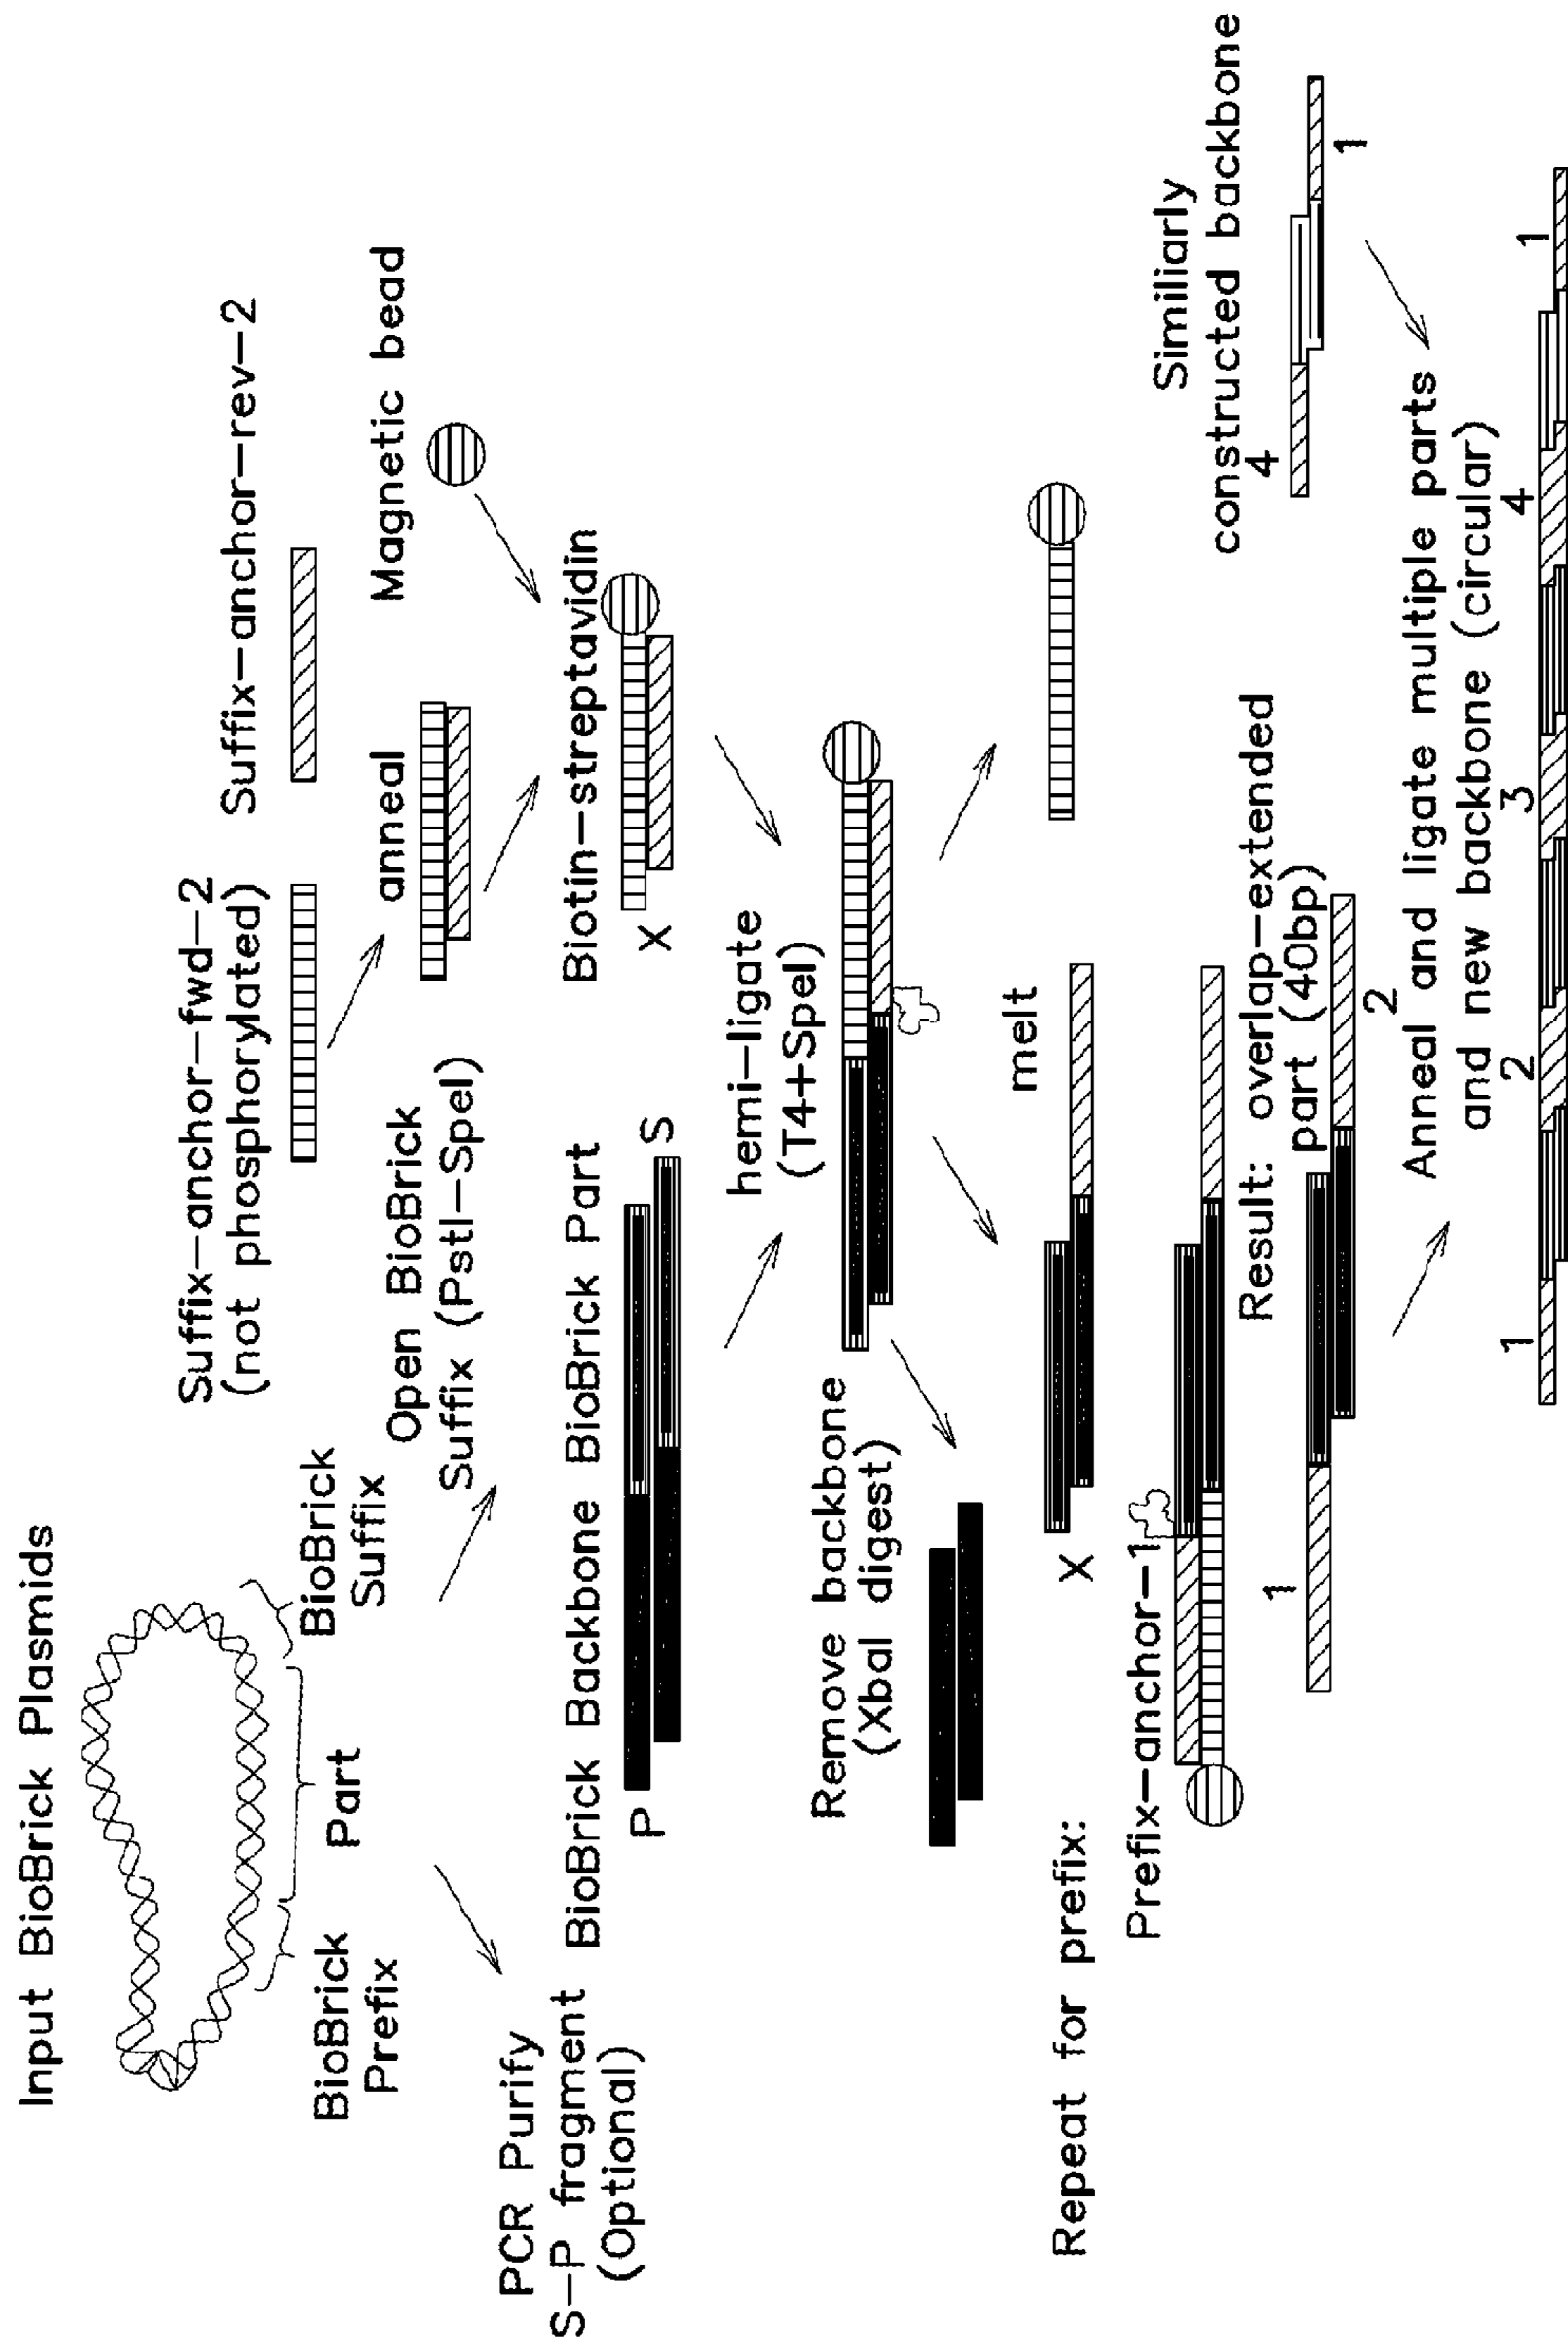 Input BioBrick Plasmids
BioBrick
Prefix
Part
BioBrick
Suffix
Suffix-anchor-fwd-2
(not phosphorylated)
Suffix-anchor-rev-2
anneal
Magnetic bead
Open BioBrick
Suffix (PstI-SpeI)
PCR Purify
S-P fragment
(Optional)
BioBrick Backbone BioBrick Part
P
S
Biotin-streptavidin
X
hemi-ligate
(T4+SpeI)
Remove backbone
(XbaI digest)
melt
X
Repeat for prefix:
Prefix-anchor-1
Result: overlap-extended
part (40bp)
1
2
Similiarly
constructed backbone
4
1
Anneal and ligate multiple parts
and new backbone (circular)
1
2
3
4
1